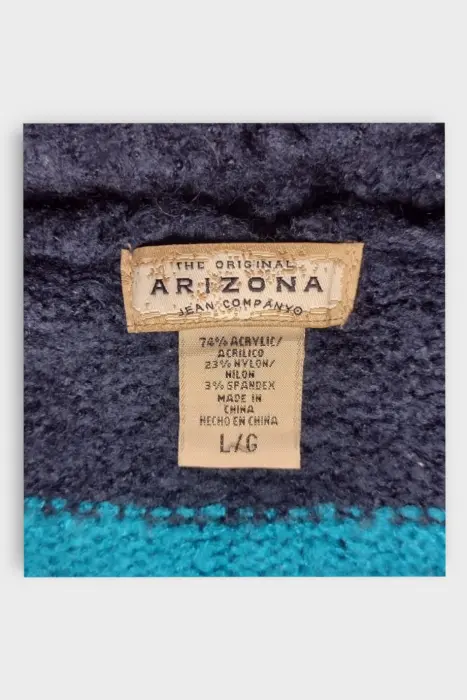 THE ORIGINAL
ARIZONA
JEAN COMPANY©
74% ACRYLIC/
ACRILICO
23% NYLON/
NILON
3% SPANDEX
MADE IN
CHINA
HECHO EN CHINA
L/G